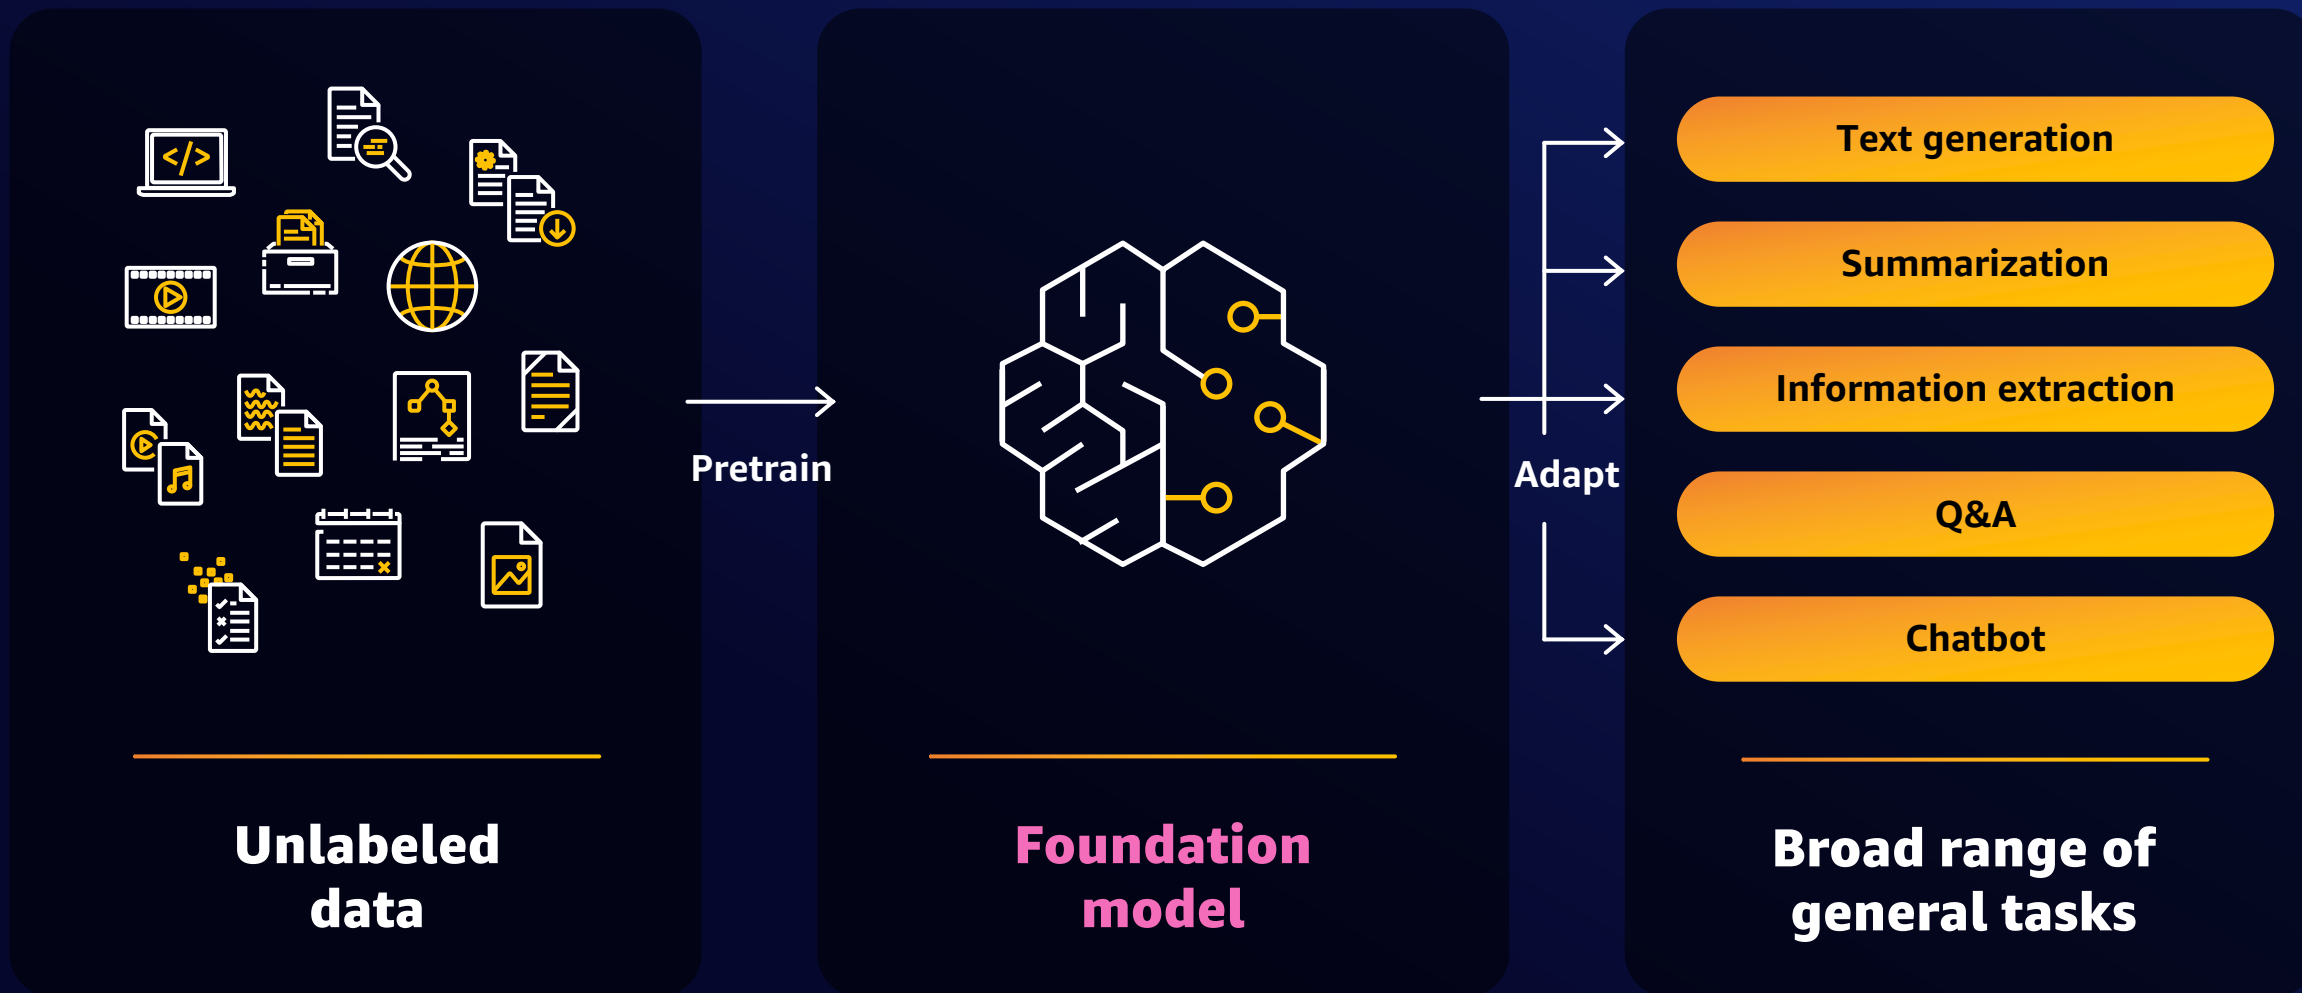 Pretrain
Adapt
Text generation
Summarization
Information extraction
Q&A
Chatbot
Unlabeled
data
Foundation
model
Broad range of
general tasks